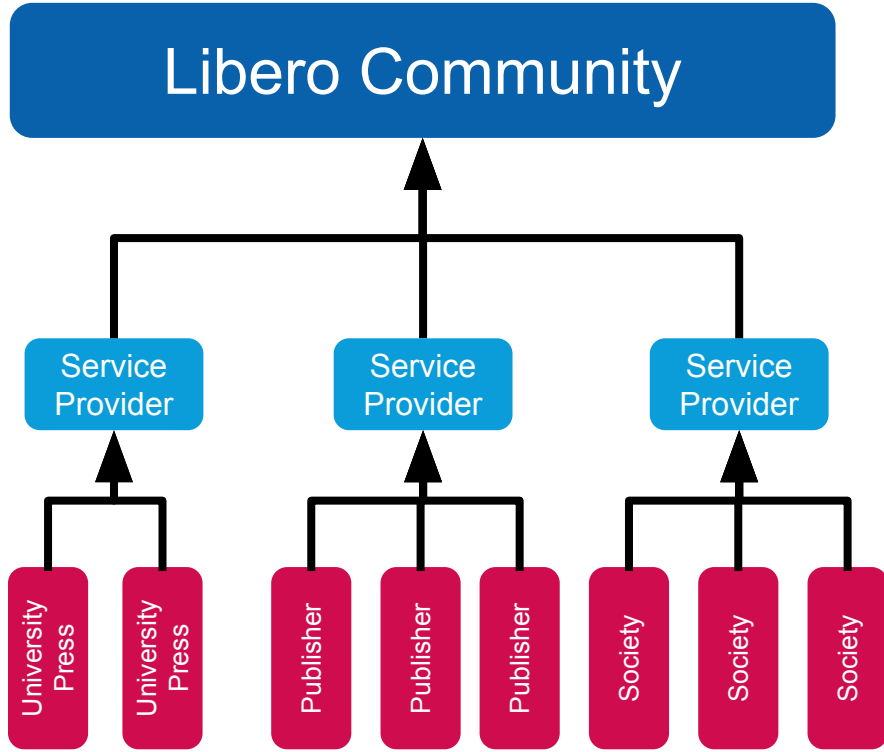 Libero Community
Service
Provider
Service
Provider
Service
Provider
University
Press
University
Press
Publisher
Publisher
Publisher
Society
Society
Society